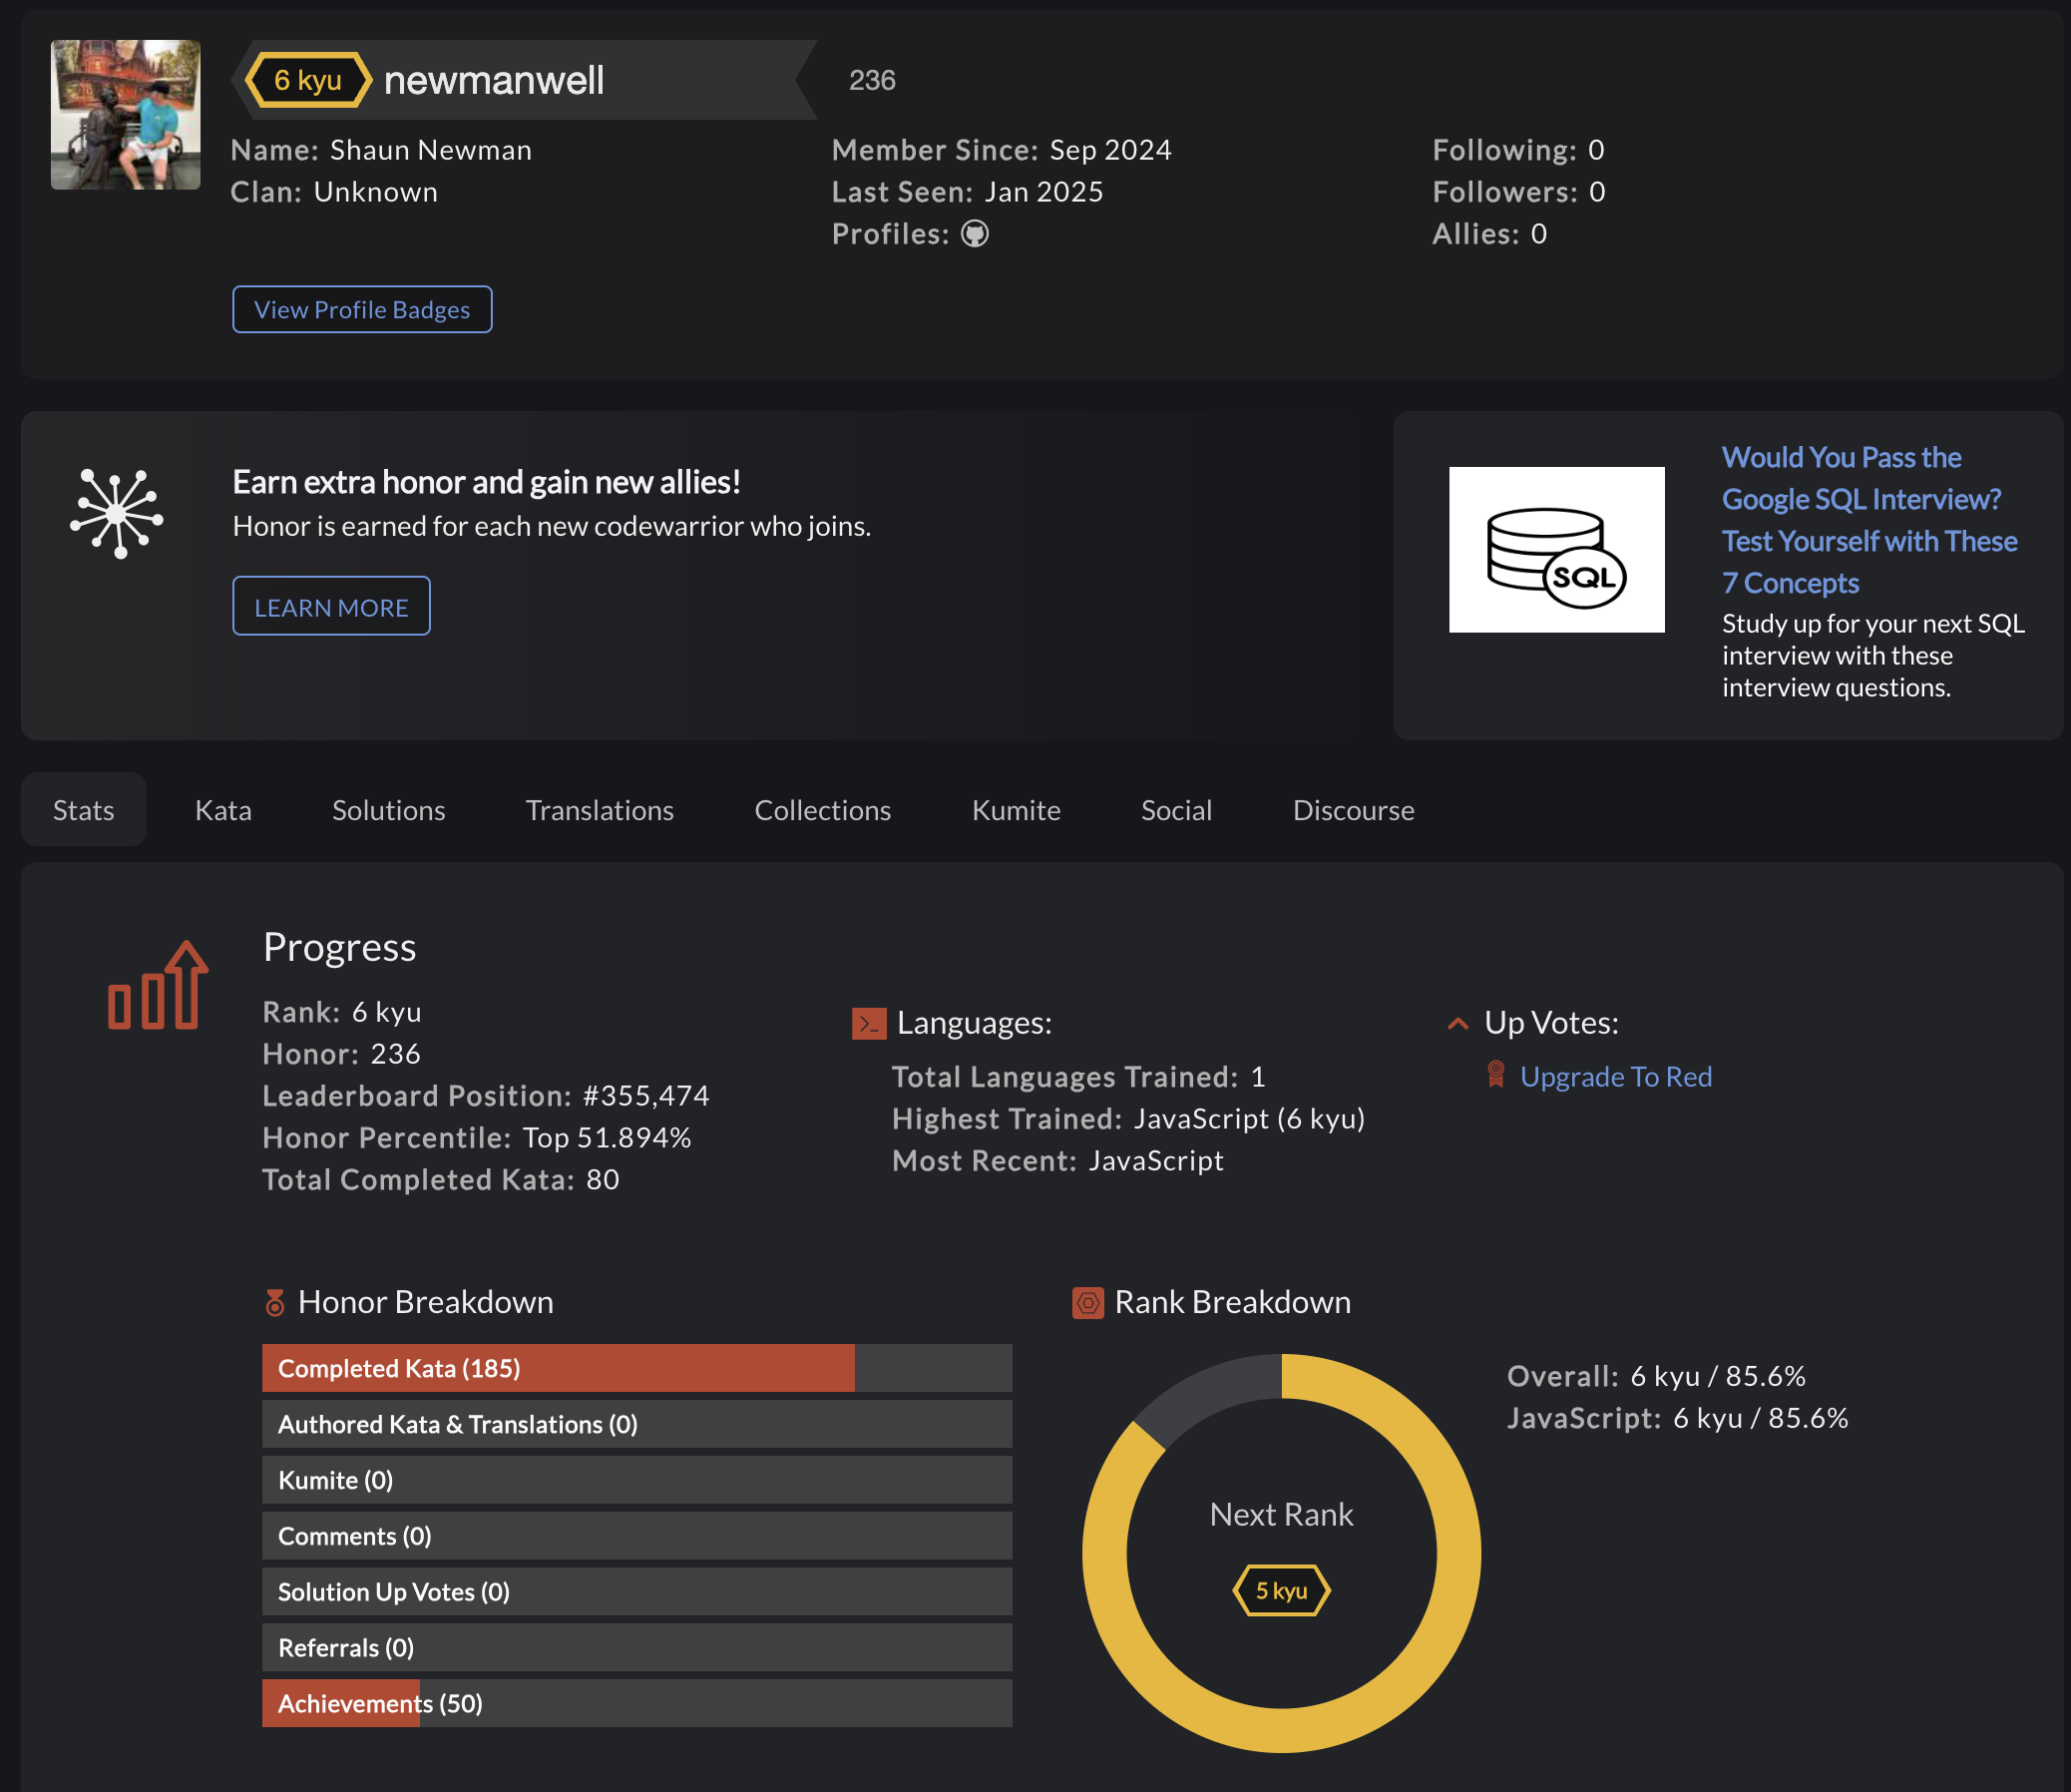 6 kyu newmanwell 236
Name: Shaun Newman
Clan: Unknown
Member Since: Sep 2024
Last Seen: Jan 2025
Profiles:
Following: 0
Followers: 0
Allies: 0
View Profile Badges
Earn extra honor and gain new allies!
Honor is earned for each new codewarrior who joins.
LEARN MORE
SQL
Would You Pass the
Google SQL Interview?
Test Yourself with These
7 Concepts
Study up for your next SQL
interview with these
interview questions.
Stats Kata Solutions Translations Collections Kumite Social Discourse
Progress
Rank: 6 kyu
Honor: 236
Leaderboard Position: #355,474
Honor Percentile: Top 51.894%
Total Completed Kata: 80
Languages:
Total Languages Trained: 1
Highest Trained: JavaScript (6 kyu)
Most Recent: JavaScript
Up Votes:
Upgrade To Red
Honor Breakdown
Completed Kata (185)
Authored Kata & Translations (0)
Kumite (0)
Comments (0)
Solution Up Votes (0)
Referrals (0)
Achievements (50)
Rank Breakdown
Next Rank
5 kyu
Overall: 6 kyu / 85.6%
JavaScript: 6 kyu / 85.6%